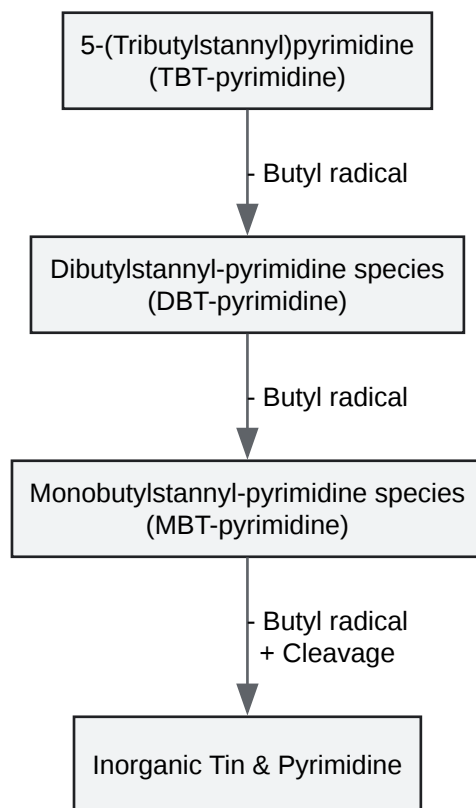 5-(Tributylstannyl)pyrimidine
(TBT-pyrimidine)
- Butyl radical
Dibutylstannyl-pyrimidine species
(DBT-pyrimidine)
- Butyl radical
Monobutylstannyl-pyrimidine species
(MBT-pyrimidine)
- Butyl radical
+ Cleavage
Inorganic Tin & Pyrimidine